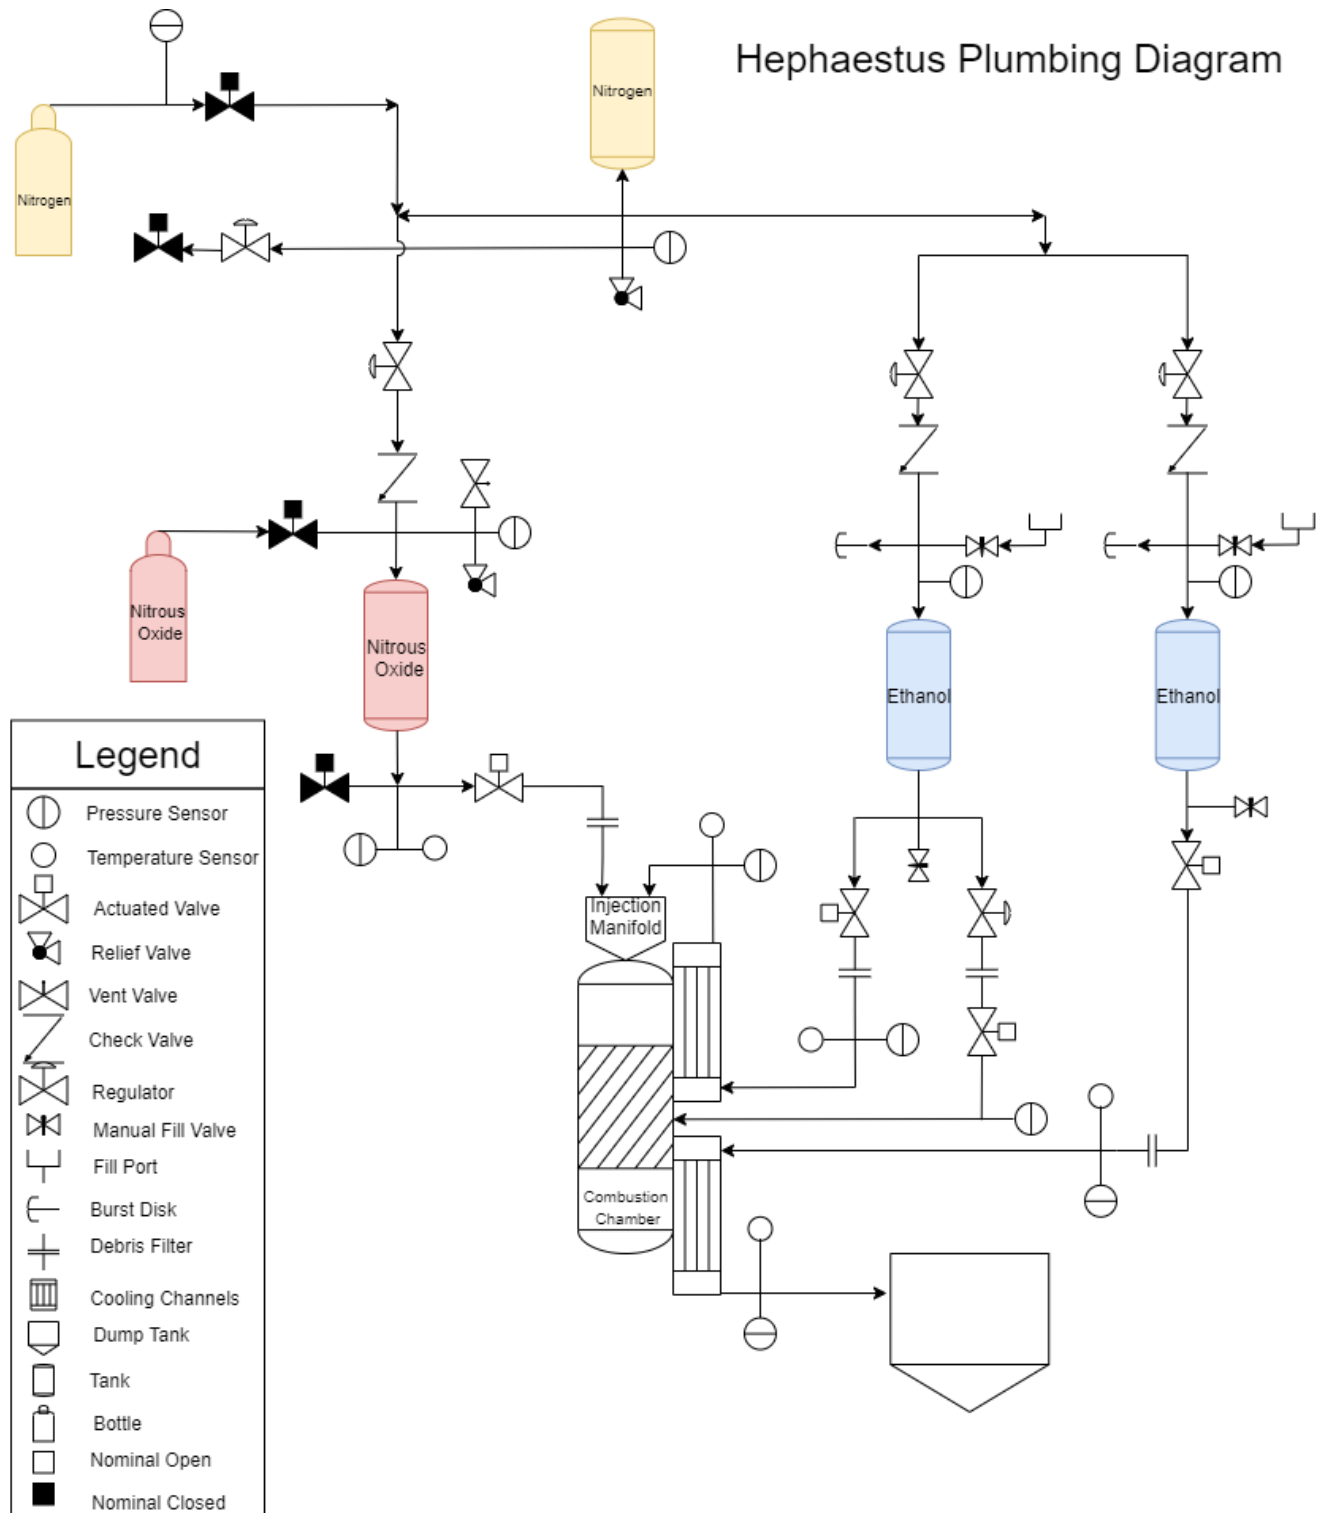 Hephaestus Plumbing Diagram
Nitrogen
Nitrogen
Nitrous
Oxide
Nitrous
Oxide
Ethanol
Ethanol
Injection
Manifold
Combustion
Chamber
Legend
Pressure Sensor
Temperature Sensor
Actuated Valve
Relief Valve
Vent Valve
Check Valve
Regulator
Manual Fill Valve
Fill Port
Burst Disk
Debris Filter
Cooling Channels
Dump Tank
Tank
Bottle
Nominal Open
Nominal Closed